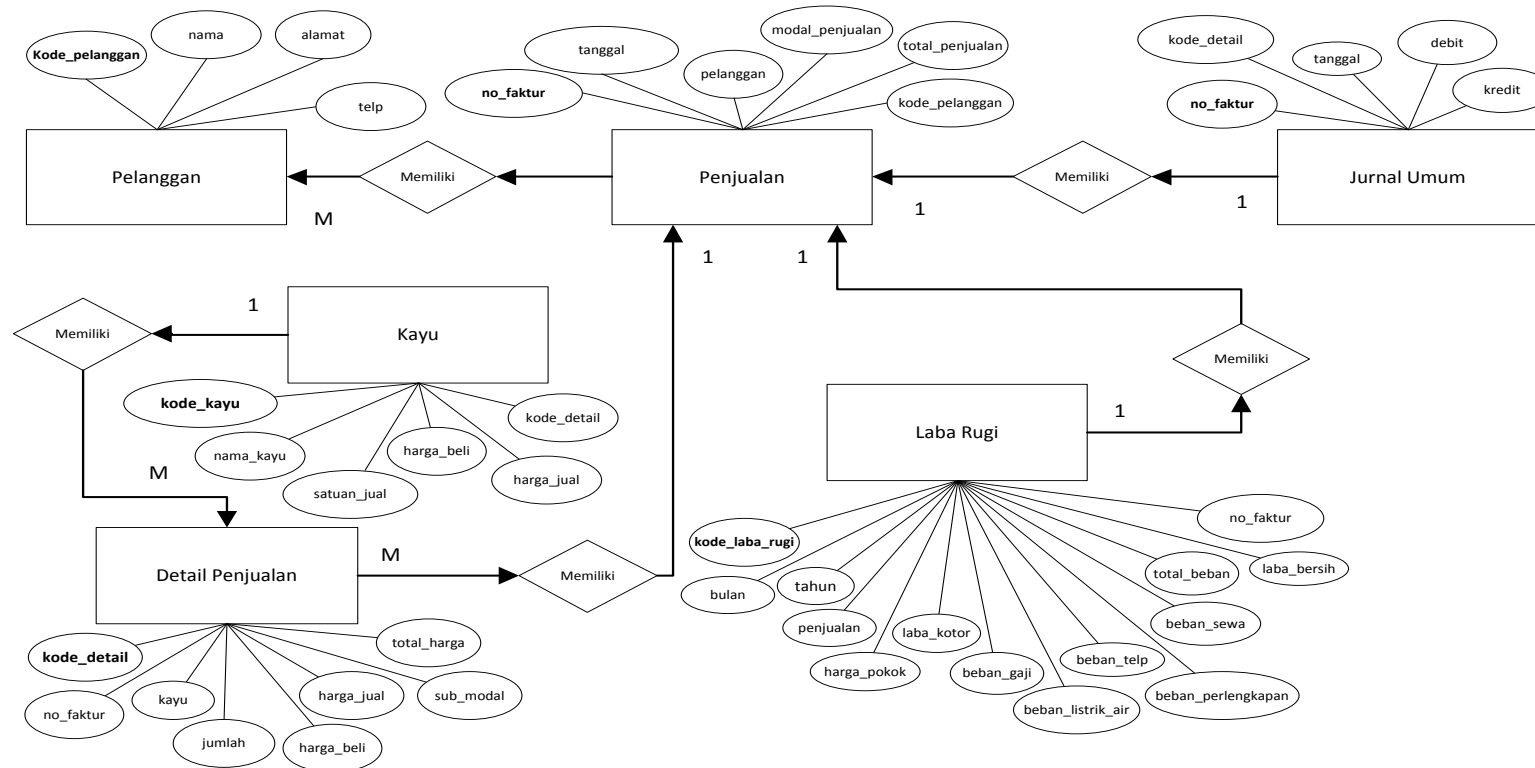 Kode_pelanggan
nama
alamat
telp
Pelanggan
Memiliki
M
no_faktur
tanggal
pelanggan
modal_penjualan
total_penjualan
kode_pelanggan
Penjualan
Memiliki
1
1
kode_detail
tanggal
debit
kredit
no_faktur
Jurnal Umum
Memiliki
1
Kayu
kode_kayu
nama_kayu
satuan_jual
harga_beli
harga_jual
kode_detail
M
Detail Penjualan
M
Memiliki
1
1
kode_detail
no_faktur
kayu
jumlah
harga_beli
harga_jual
sub_modal
total_harga
Memiliki
1
Laba Rugi
kode_laba_rugi
bulan
tahun
penjualan
harga_pokok
laba_kotor
beban_gaji
beban_listrik_air
beban_telp
beban_perlengkapan
beban_sewa
total_beban
laba_bersih
no_faktur